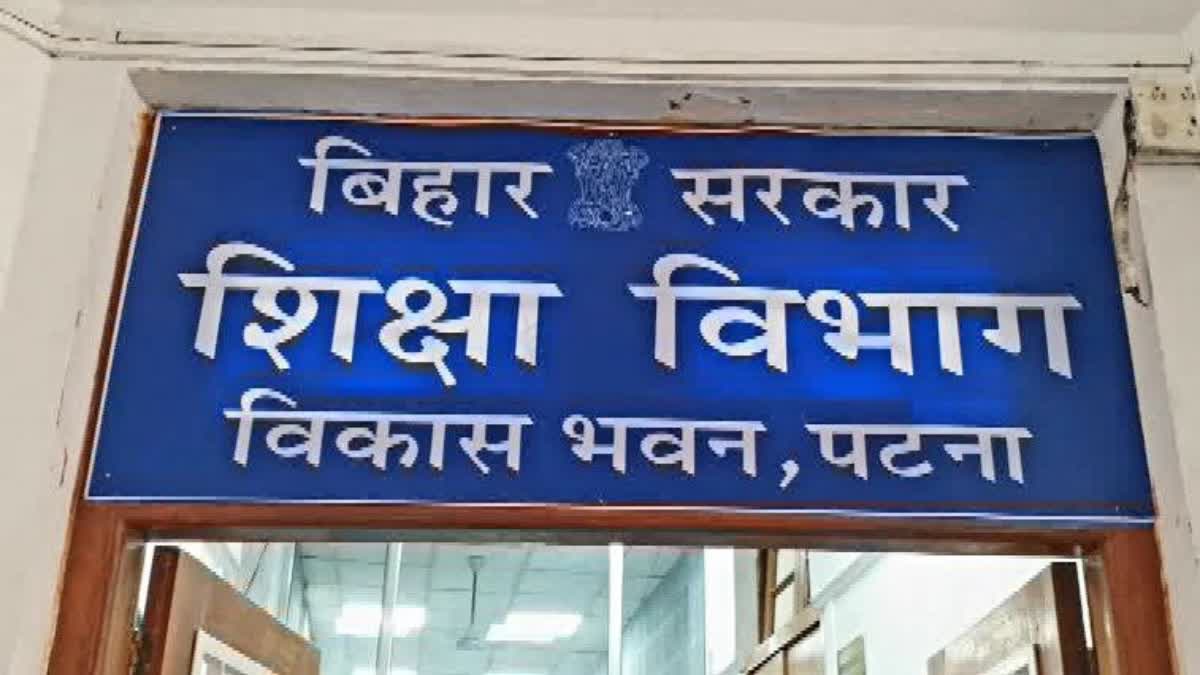 बिहार सरकार
शिक्षा विभाग
विकास भवन, पटना